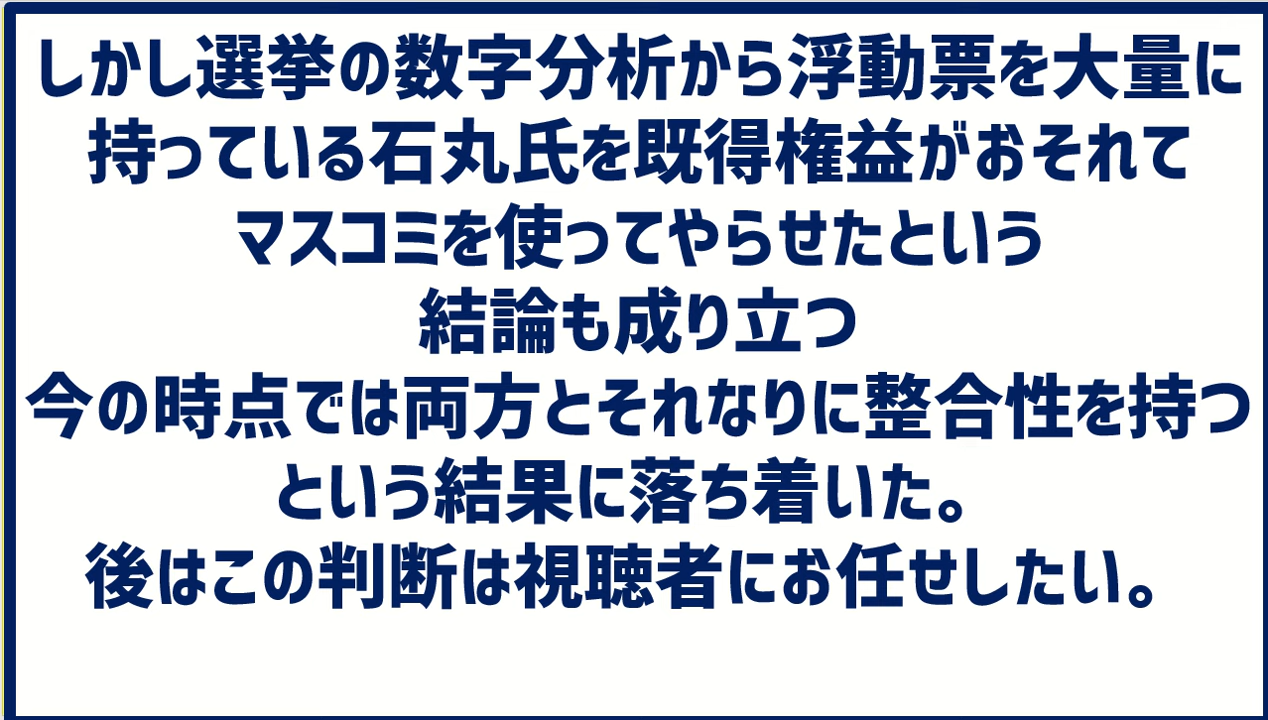 しかし選挙の数字分析から浮動票を大量に
持っている石丸氏を既得権益がおそれて
マスコミを使ってやらせたという
結論も成り立つ
今の時点では両方とそれなりに整合性を持つ
という結果に落ち着いた。
後はこの判断は視聴者にお任せしたい。